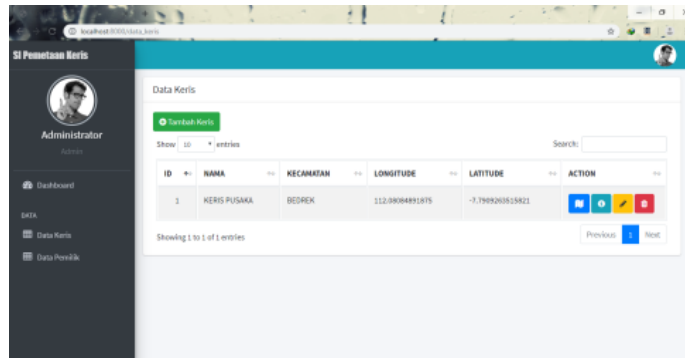 localhost:8000/data_keris
SI Pemetaan Keris
Administrator
Admin
Dashboard
DATA
Data Keris
Data Pemilik
Data Keris
Tambah Keris
Show 10 entries
Search:
ID NAMA KECAMATAN LONGITUDE LATITUDE ACTION
1 KERIS PUSAKA BEDREK 112.08084891875 -7.7909263515821
Showing 1 to 1 of 1 entries
Previous 1 Next